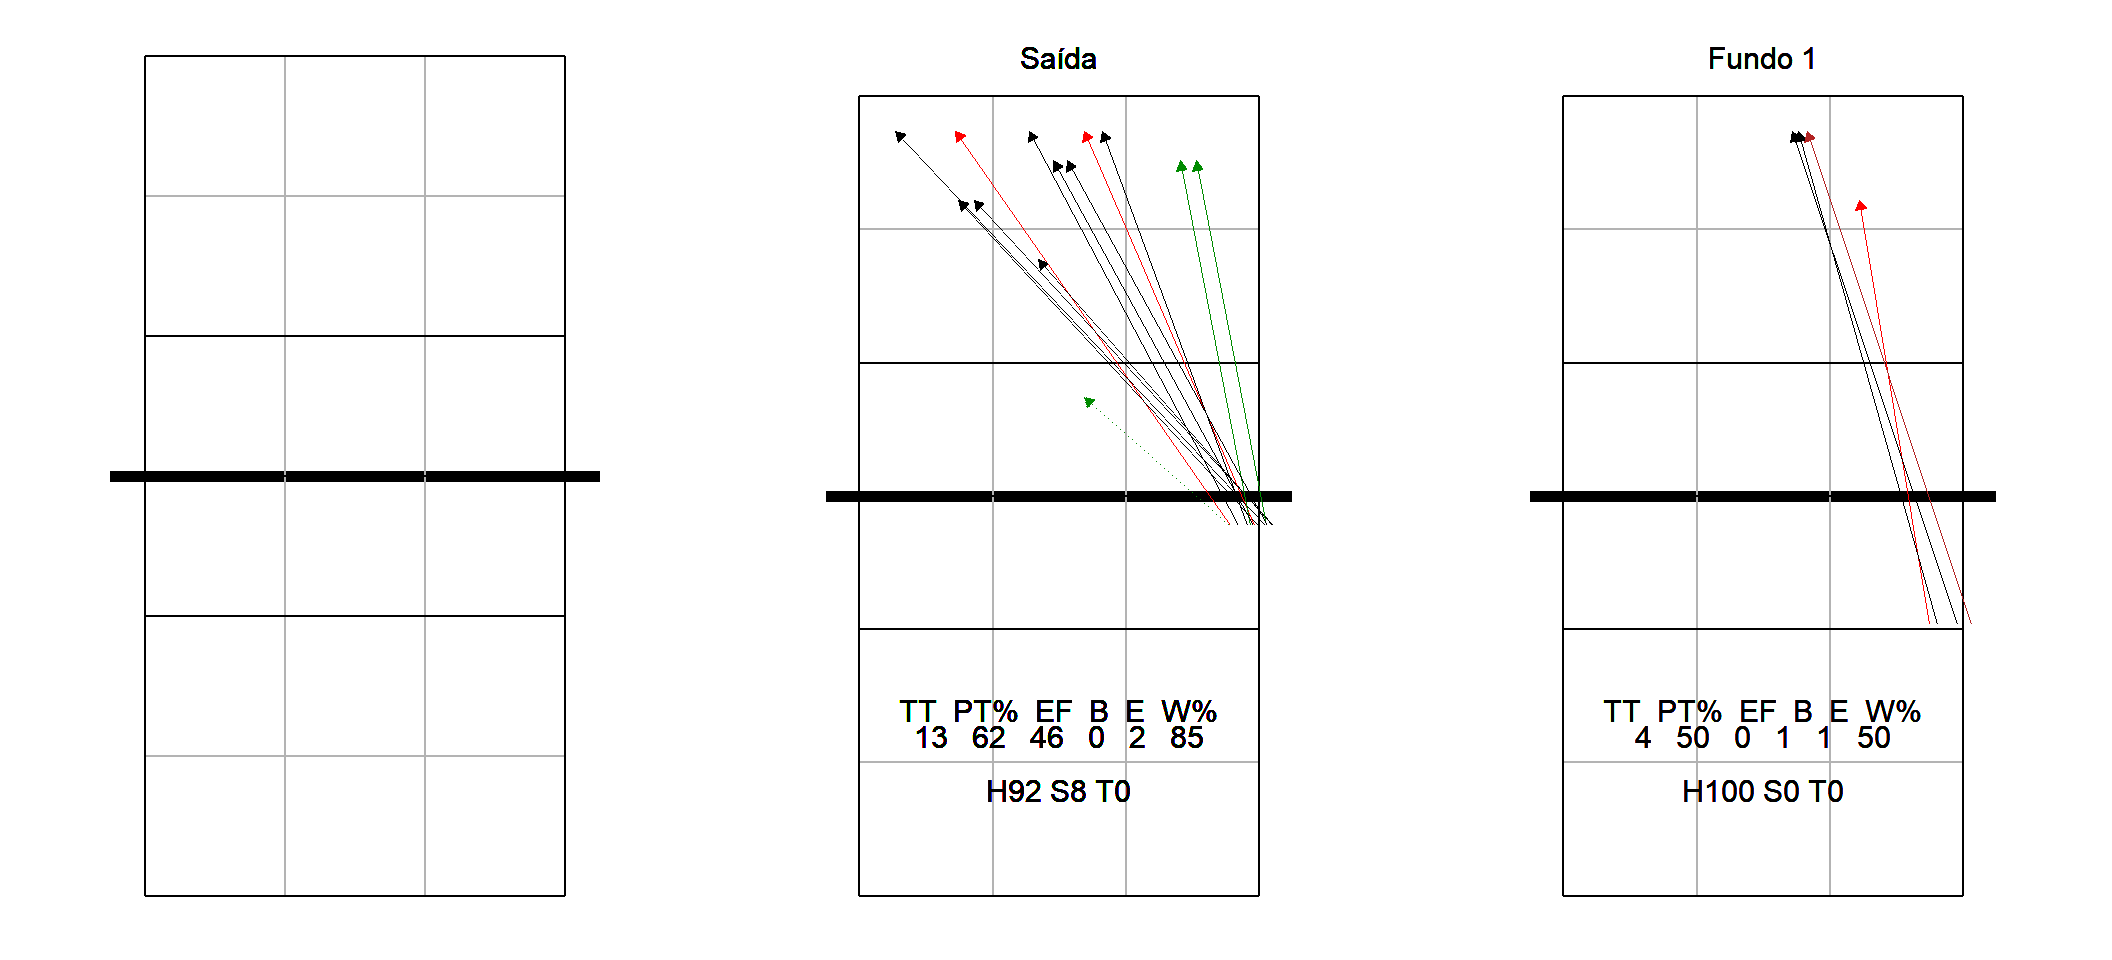 Saída
TT PT% EF B E W%
13 62 46 0 2 85
H92 S8 T0
Fundo 1
TT PT% EF B E W%
4 50 0 1 1 50
H100 S0 T0